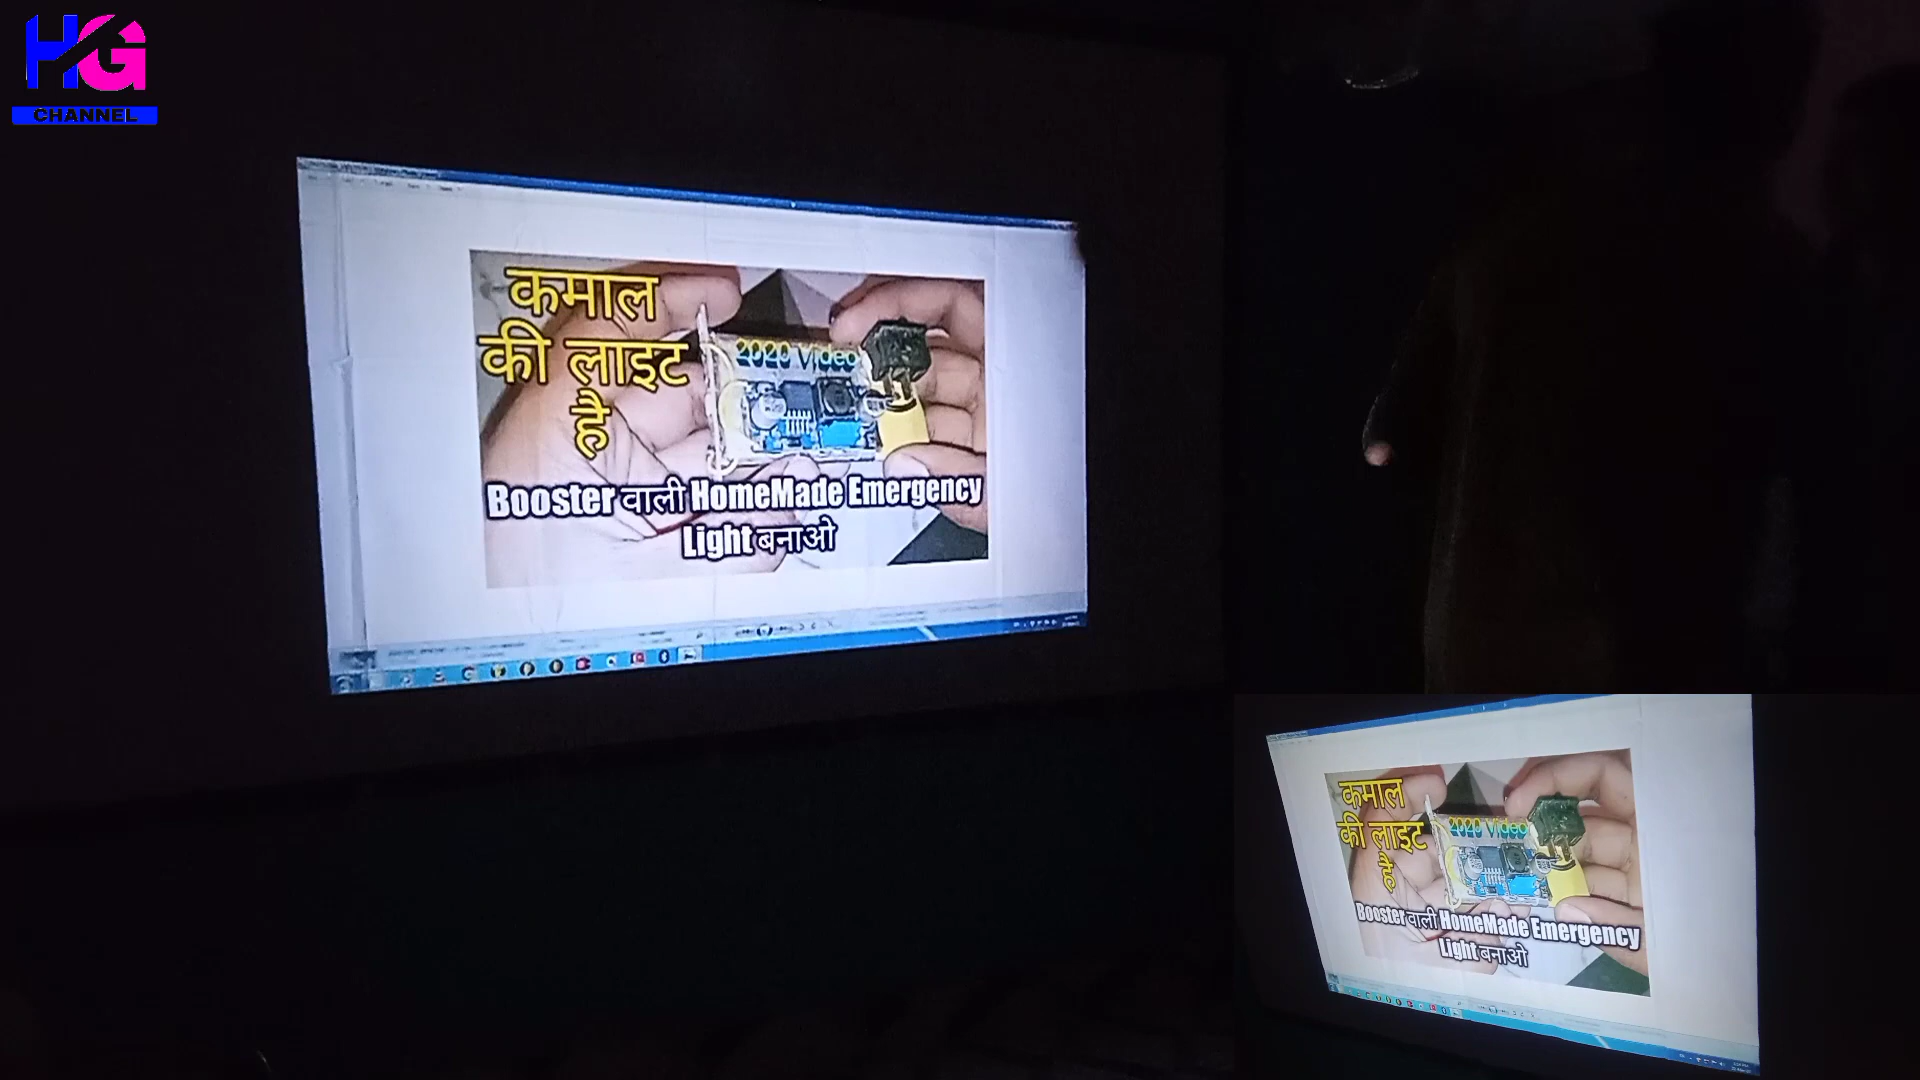 HG
CHANNEL
कमाल
की लाइट
है
2020 Video
Booster वाली HomeMade Emergency
Light बनाओ
कमाल
की लाइट
है
2020 Video
Booster वाली HomeMade Emergency
Light बनाओ